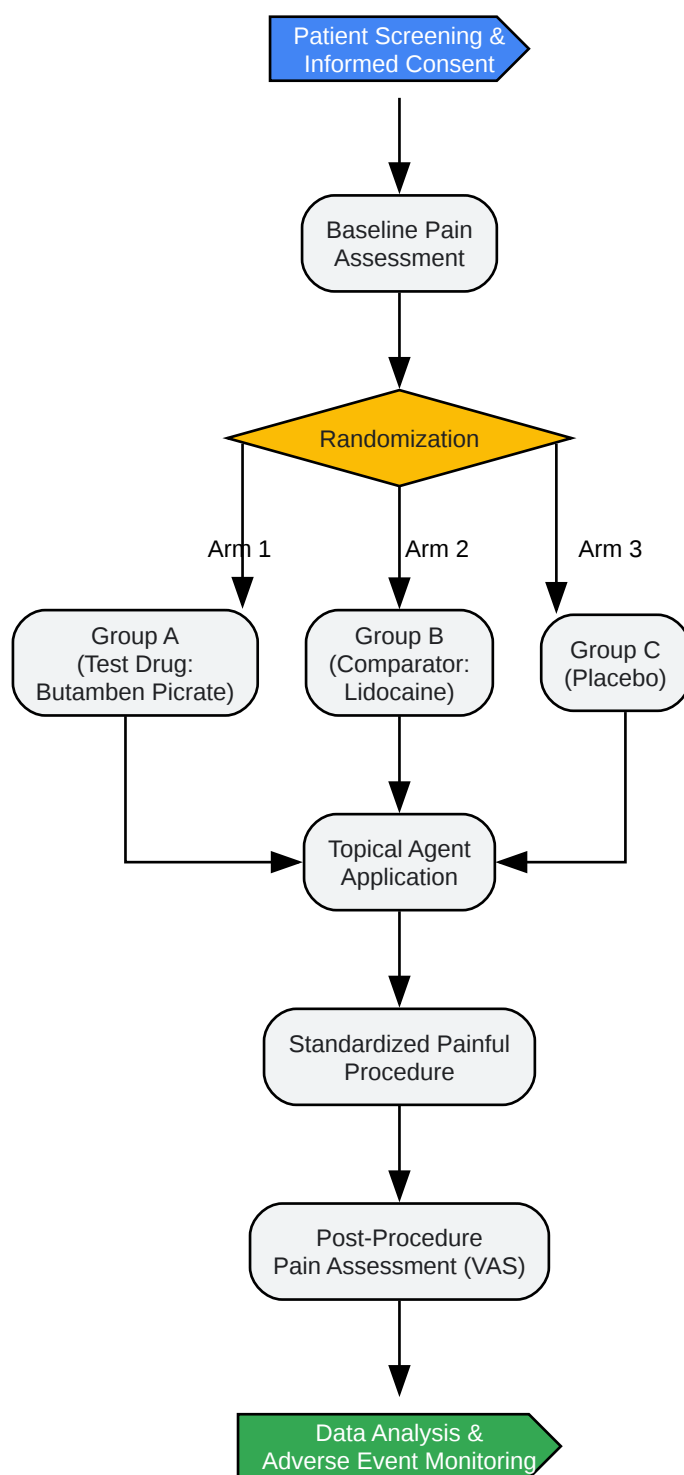 Patient Screening &
Informed Consent
Baseline Pain
Assessment
Randomization
Arm 1
Arm 2
Arm 3
Group A
(Test Drug:
Butamben Picrate)
Group B
(Comparator:
Lidocaine)
Group C
(Placebo)
Topical Agent
Application
Standardized Painful
Procedure
Post-Procedure
Pain Assessment (VAS)
Data Analysis &
Adverse Event Monitoring